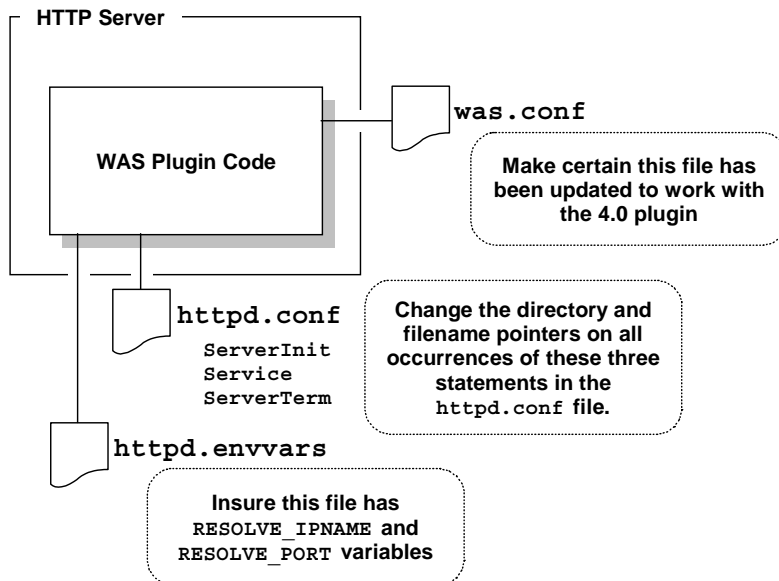 HTTP Server
WAS Plugin Code
was.conf
Make certain this file has
been updated to work with
the 4.0 plugin
httpd.conf
ServerInit
Service
ServerTerm
Change the directory and
filename pointers on all
occurrences of these three
statements in the
httpd.conf file.
httpd.envvars
Insure this file has
RESOLVE_IPNAME and
RESOLVE_PORT variables